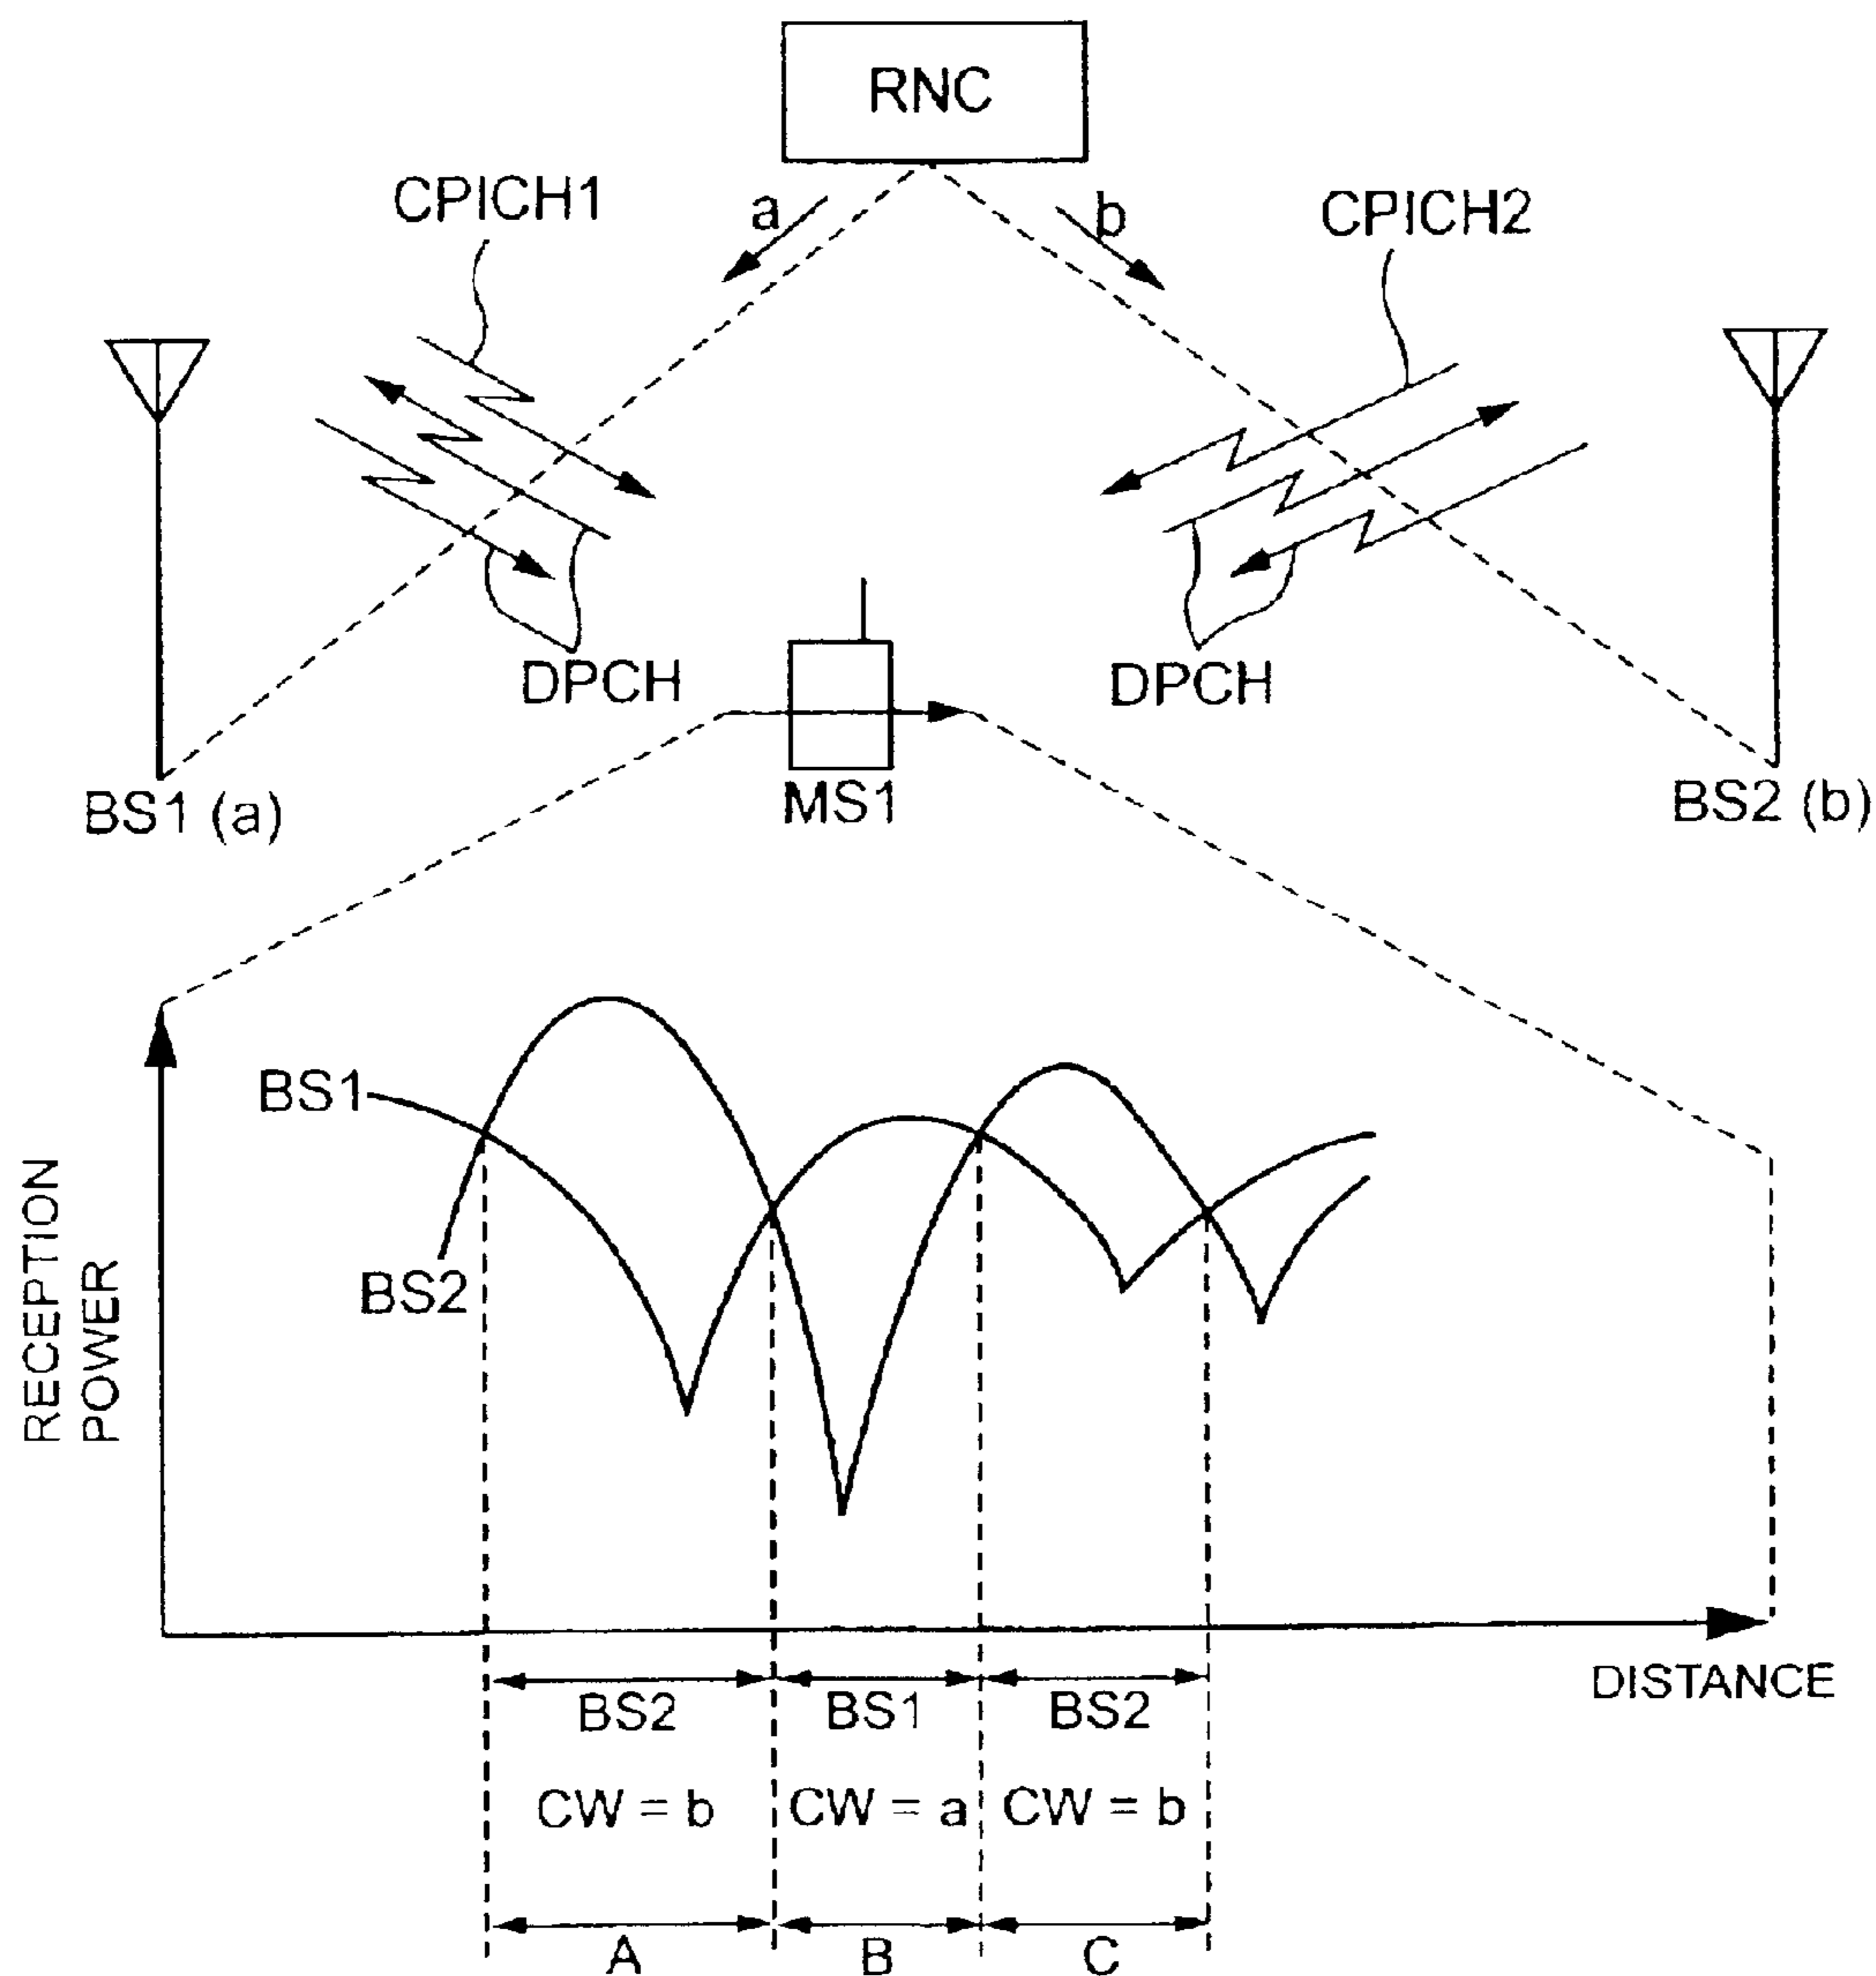 RNC
CPICH1
a
b
CPICH2
DPCH
DPCH
MS1
BS1 (a)
BS2 (b)
BS1
BS2
RECEPTION
POWER
DISTANCE
BS2
BS1
BS2
CW = b
CW = a
CW = b
A
B
C